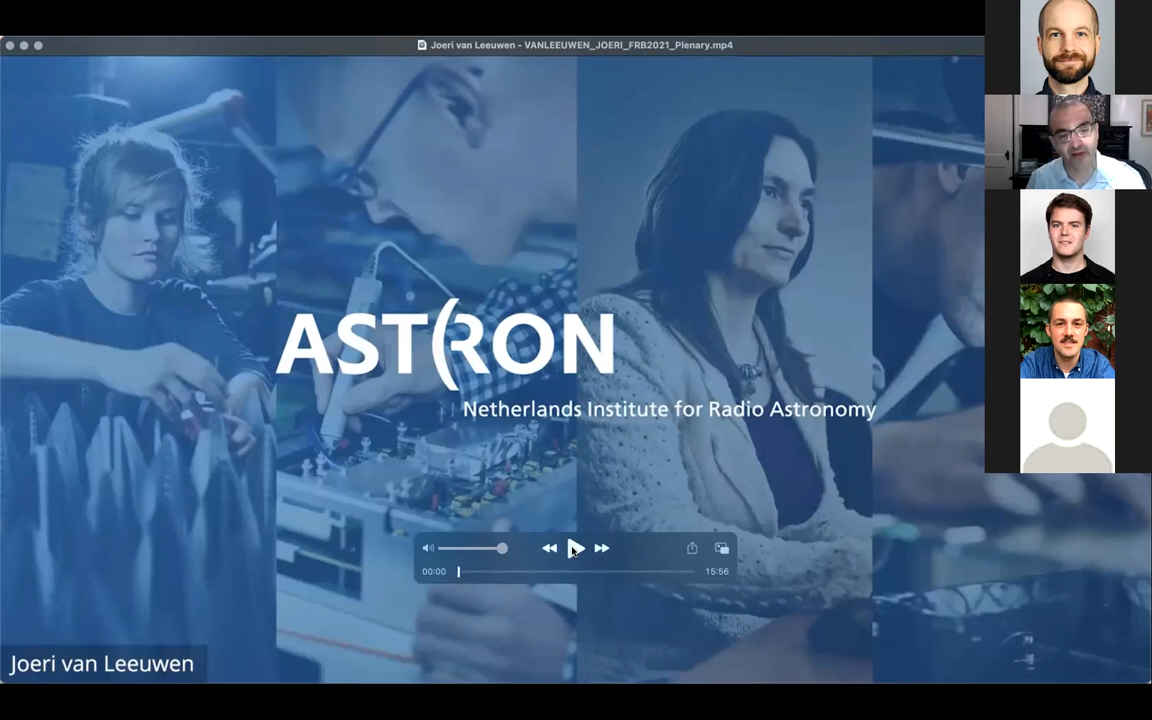 Joeri van Leeuwen - VANLEEUWEN_JOERI_FRB2021_Plenary.mp4
ASTRON
Netherlands Institute for Radio Astronomy
00:00
15:56
Joeri van Leeuwen